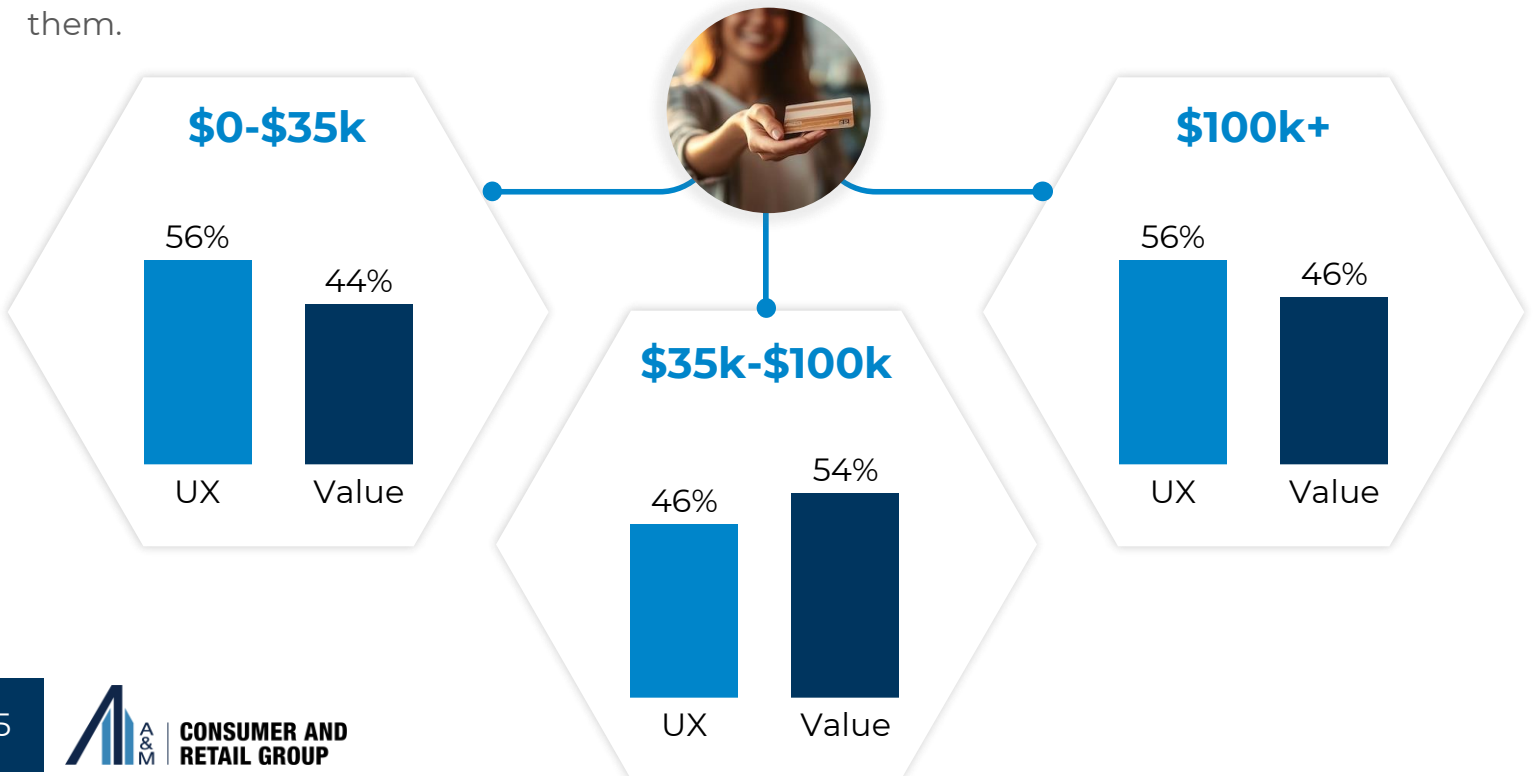 them.
$0-$35k
56%
44%
UX Value
$35k-$100k
46%
54%
UX Value
$100k+
56%
46%
UX Value
5
A
&
M
CONSUMER AND
RETAIL GROUP